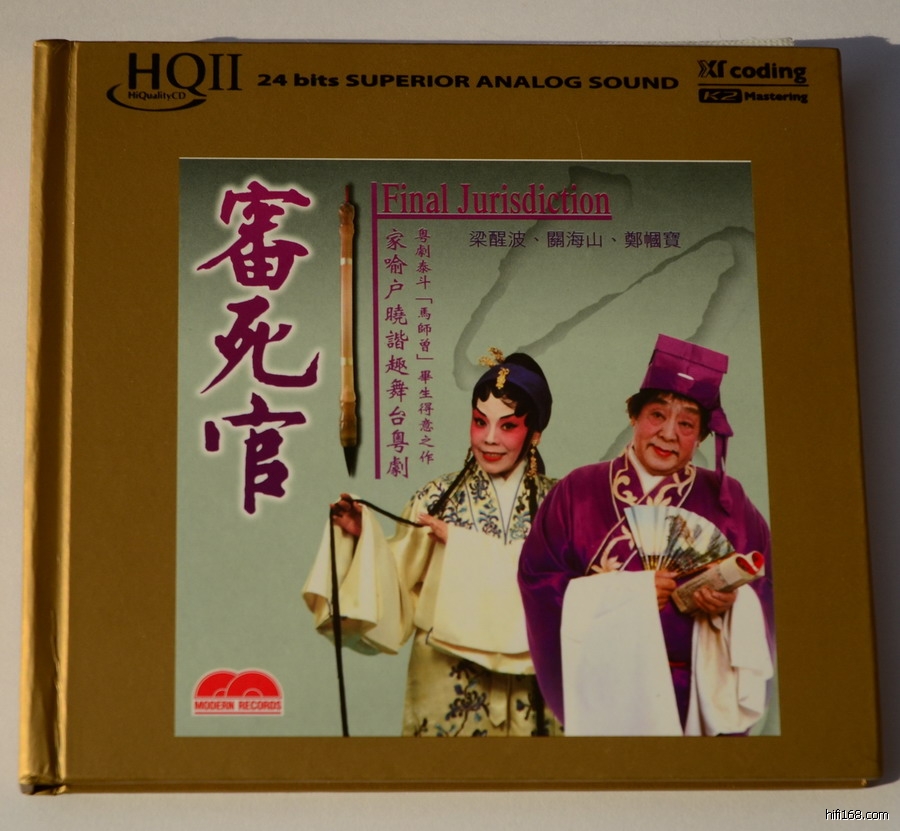 HQII
HiQualityCD
24 bits SUPERIOR ANALOG SOUND
XI coding
K2 Mastering
審死官
Final Jurisdiction
梁醒波、關海山、鄭幗寶
粵劇泰斗「馬師曾」畢生得意之作
家喻户曉諧趣舞台粵劇
MODERN RECORDS
hifi168.com